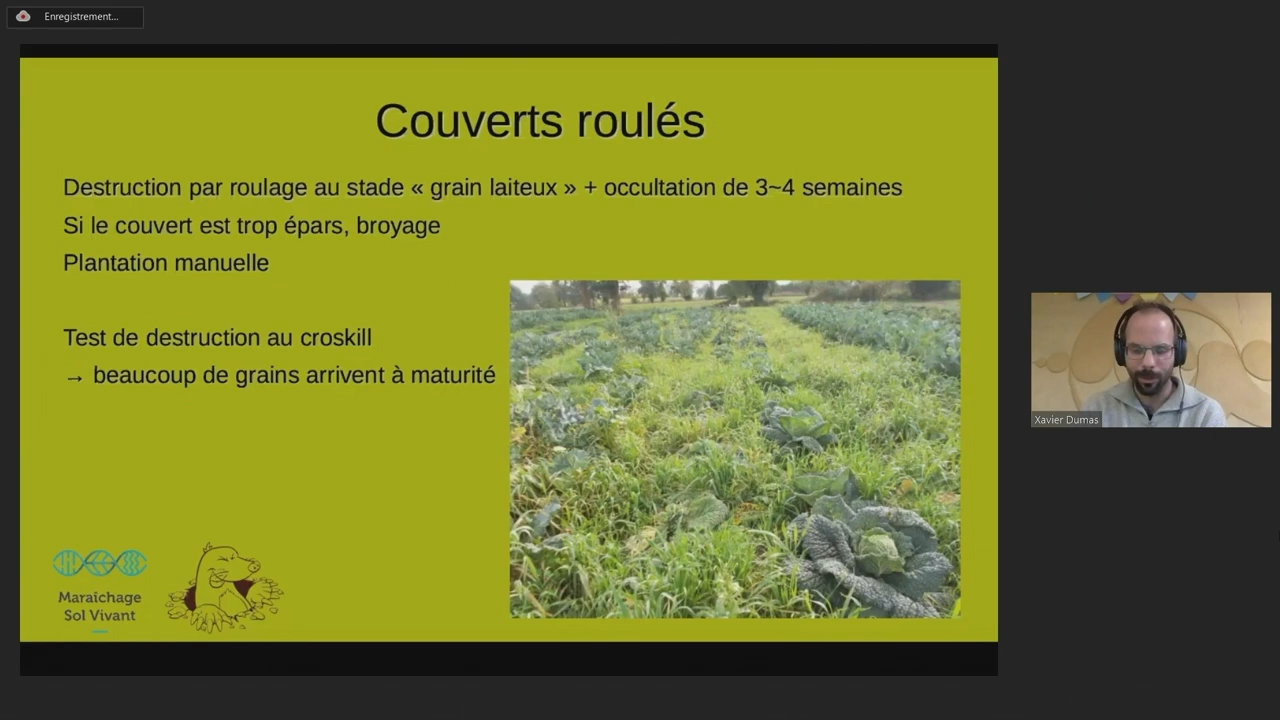 Enregistrement...
Couverts roulés
Destruction par roulage au stade « grain laiteux » + occultation de 3~4 semaines
Si le couvert est trop épars, broyage
Plantation manuelle
Test de destruction au croskill
→ beaucoup de grains arrivent à maturité
Maraîchage
Sol Vivant
Xavier Dumas